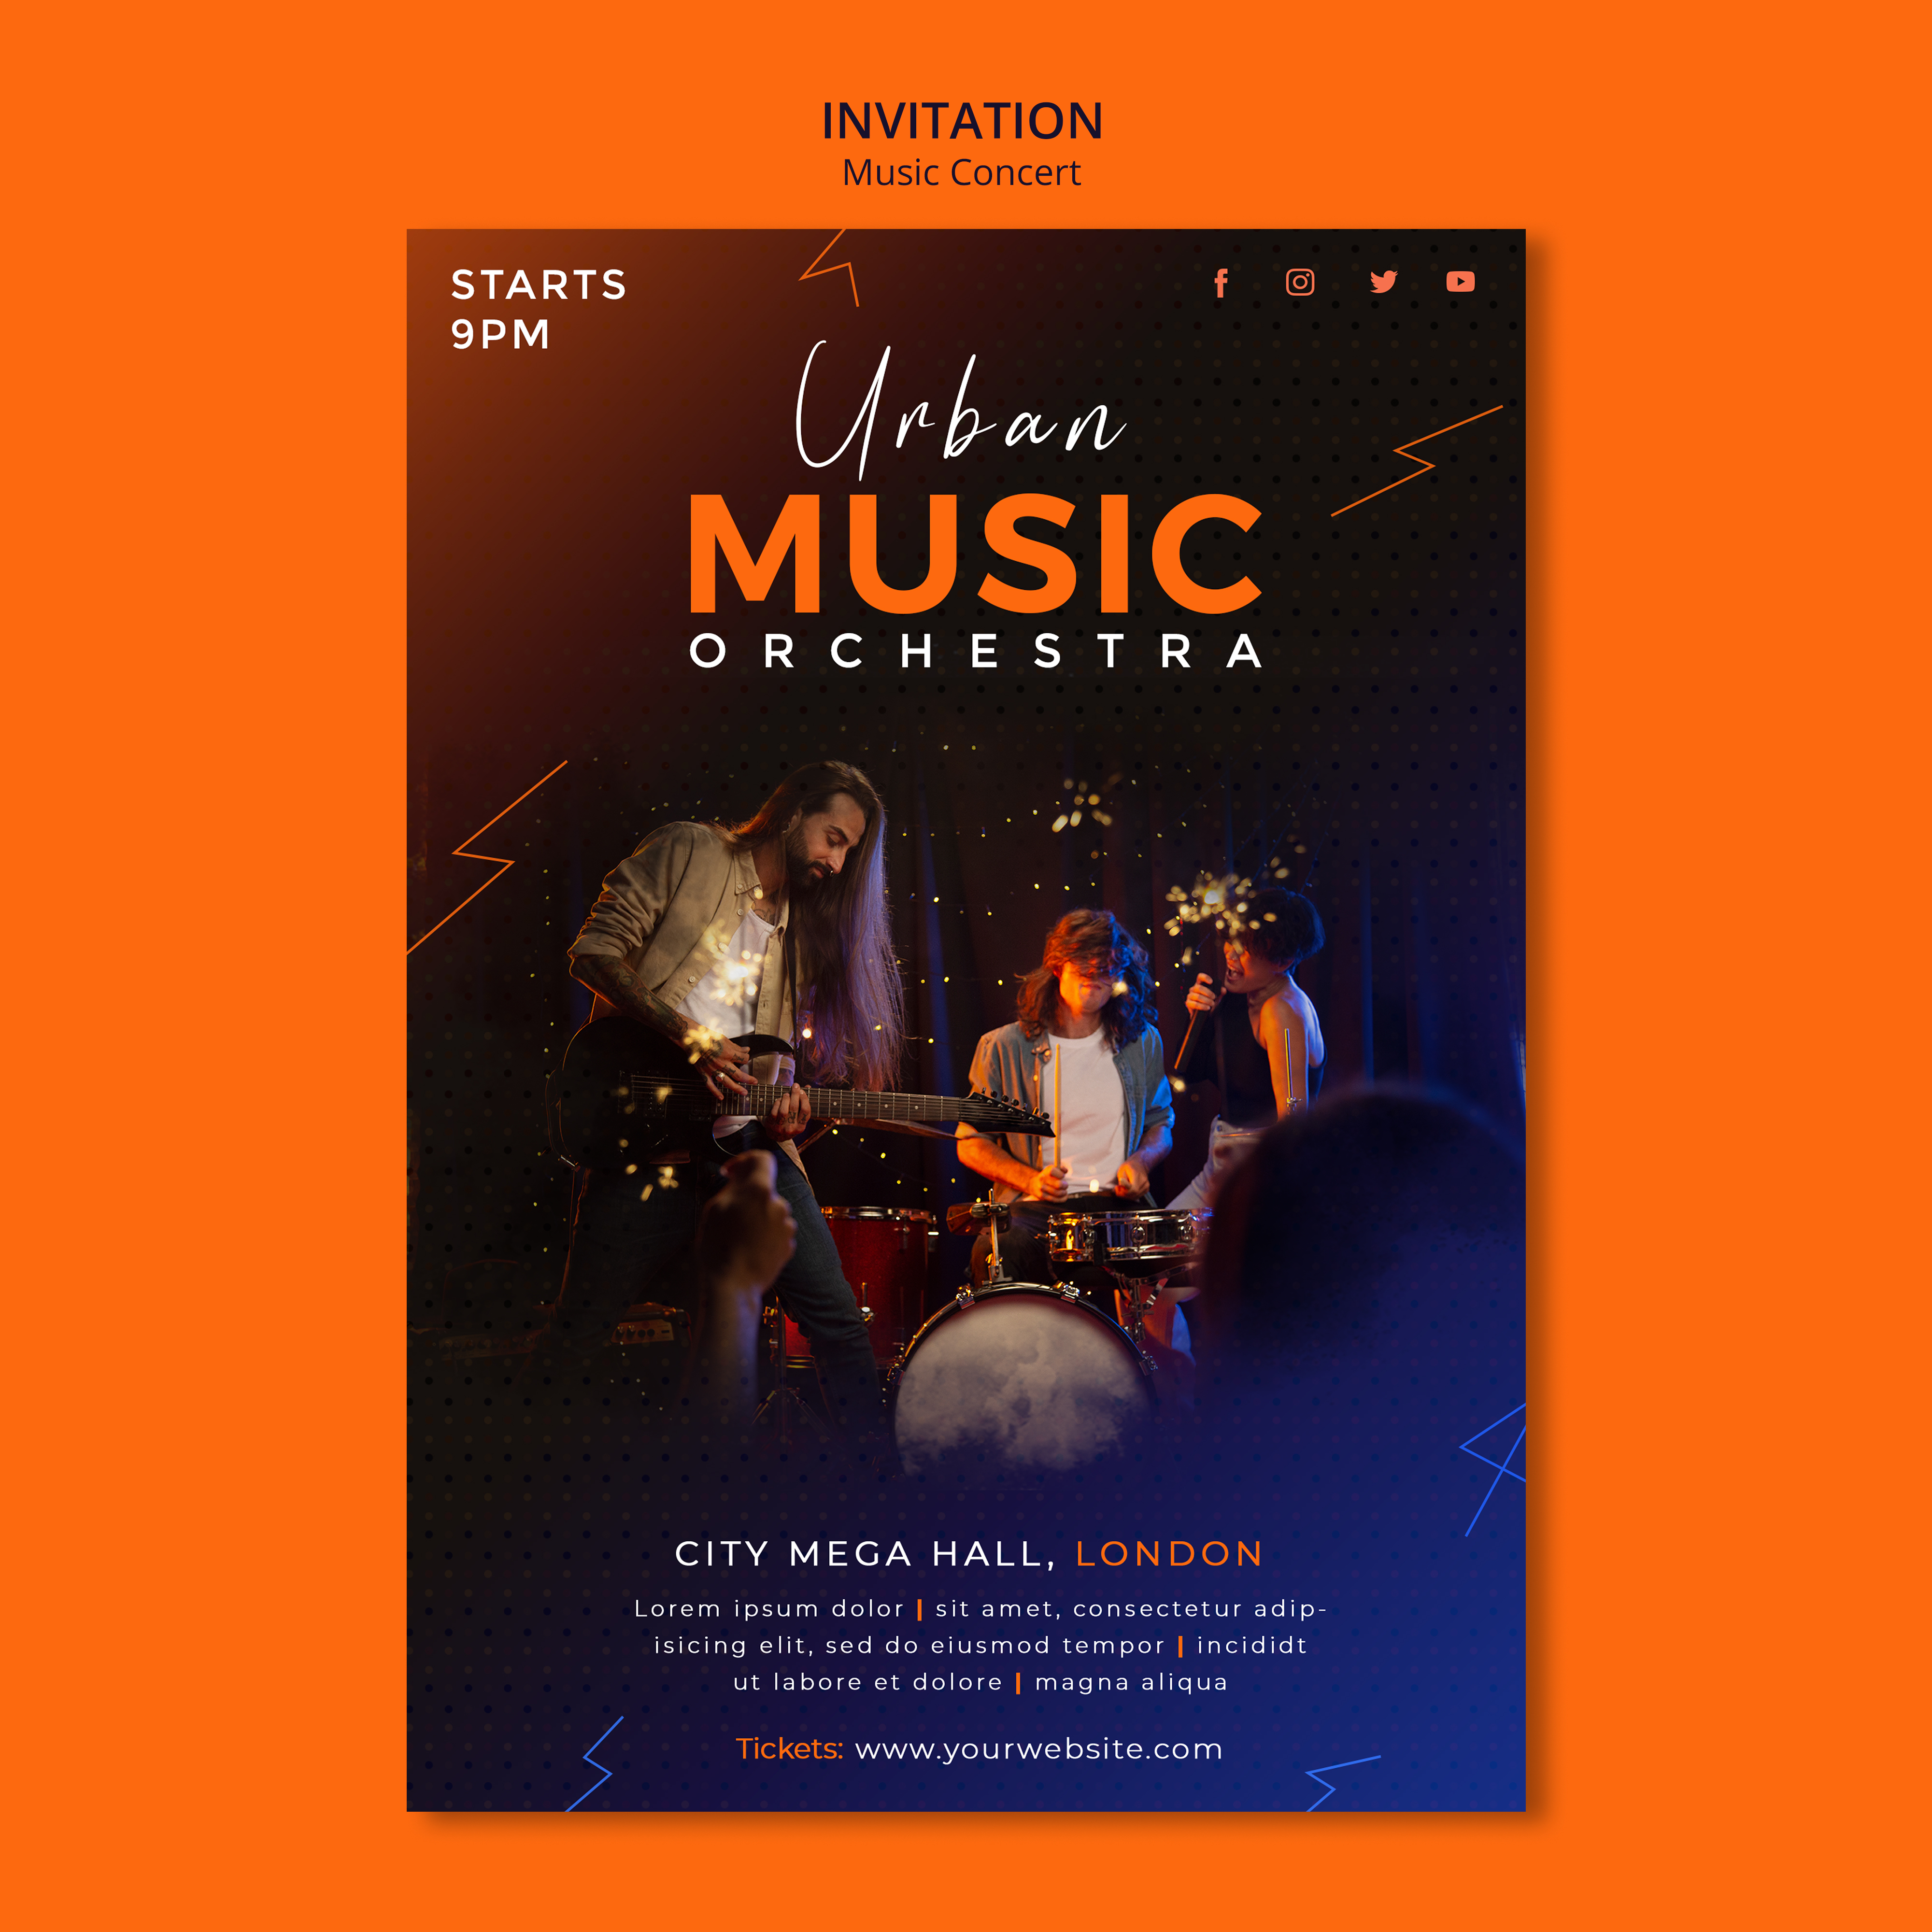 INVITATION
Music Concert
STARTS
9PM
Urban
MUSIC
ORCHESTRA
CITY MEGA HALL, LONDON
Lorem ipsum dolor | sit amet, consectetur adip-
isicing elit, sed do eiusmod tempor | incididt
ut labore et dolore | magna aliqua
Tickets: www.yourwebsite.com